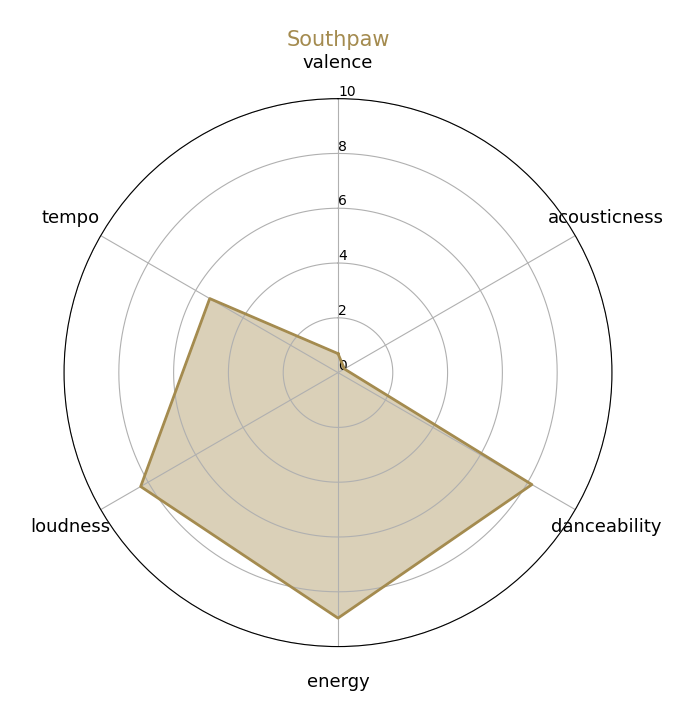 Southpaw
valence
10
8
tempo
6
acousticness
4
2
0
loudness
danceability
energy